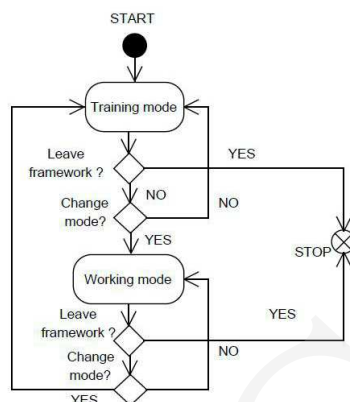 START
Training mode
Leave
framework ?
YES
NO
Change
mode?
NO
YES
Working mode
STOP
Leave
framework ?
YES
Change
mode?
NO
YES